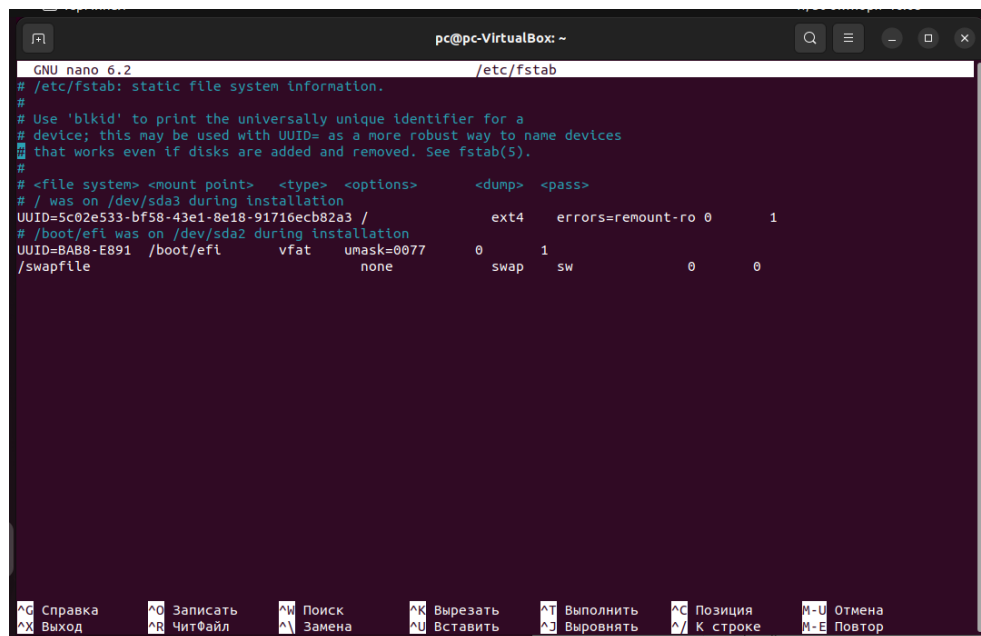 pc@pc-VirtualBox: ~
GNU nano 6.2 /etc/fstab
# /etc/fstab: static file system information.
#
# Use 'blkid' to print the universally unique identifier for a
# device; this may be used with UUID= as a more robust way to name devices
# that works even if disks are added and removed. See fstab(5).
#
# <file system> <mount point>   <type>  <options>       <dump>  <pass>
# / was on /dev/sda3 during installation
UUID=5c02e533-bf58-43e1-8e18-91716ecb82a3 /               ext4    errors=remount-ro 0       1
# /boot/efi was on /dev/sda2 during installation
UUID=BAB8-E891  /boot/efi       vfat    umask=0077      0       1
/swapfile                                 none            swap    sw              0       0
^G Справка ^O Записать ^W Поиск ^K Вырезать ^T Выполнить ^C Позиция M-U Отмена
^X Выход ^R ЧитФайл ^\ Замена ^U Вставить ^J Выровнять ^/ К строке M-E Повтор